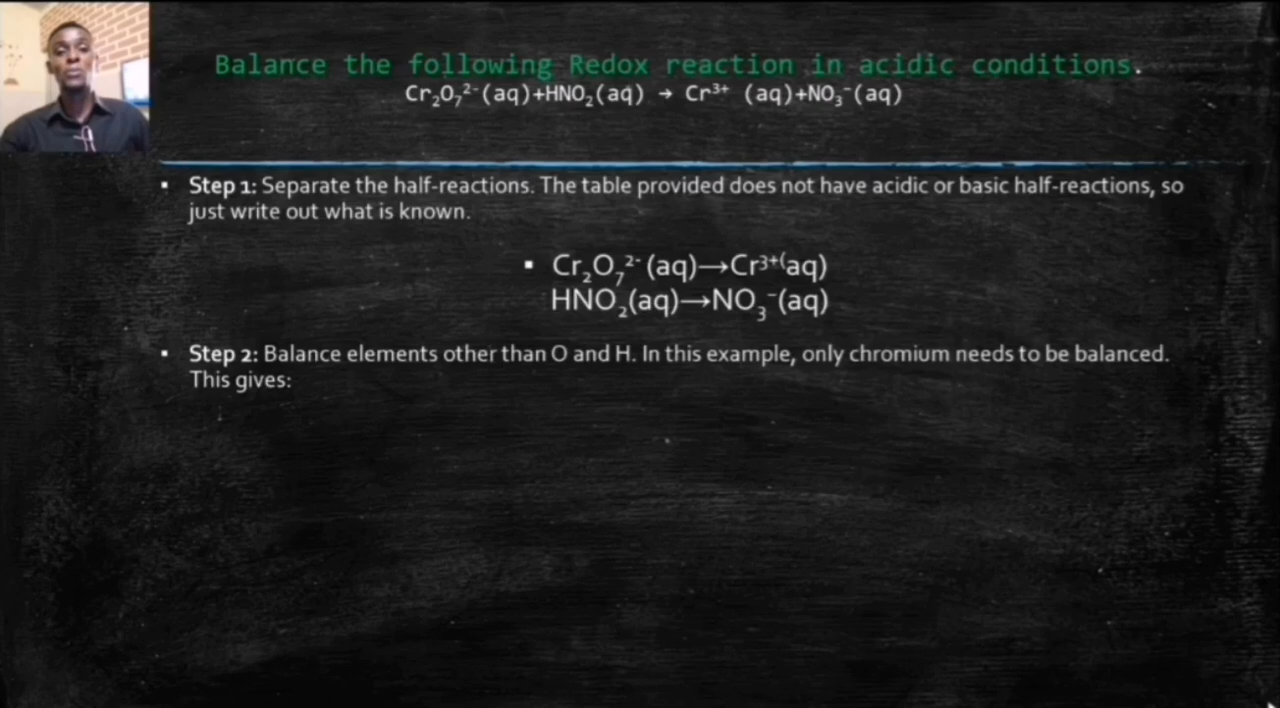 Balance the following Redox reaction in acidic conditions.
Cr₂O₇²⁻(aq)+HNO₂(aq) → Cr³⁺ (aq)+NO₃⁻(aq)
▪ Step 1: Separate the half-reactions. The table provided does not have acidic or basic half-reactions, so
just write out what is known.
▪ Cr₂O₇²⁻ (aq)→Cr³⁺⁽aq)
HNO₂(aq)→NO₃⁻(aq)
▪ Step 2: Balance elements other than O and H. In this example, only chromium needs to be balanced.
This gives: